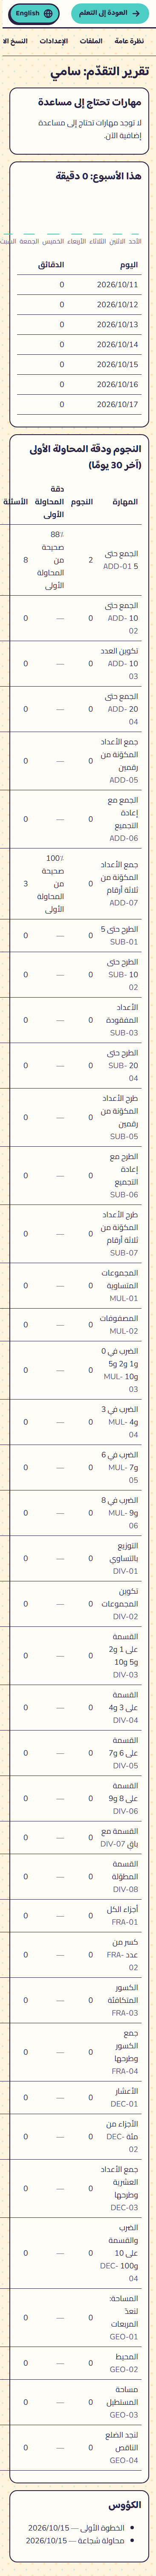 العودة إلى التعلم →
English
نظرة عامة الملفات الإعدادات النسخ الا
تقرير التقدّم: سامي
مهارات تحتاج إلى مساعدة
لا توجد مهارات تحتاج إلى مساعدة
إضافية الآن.
هذا الأسبوع: 0 دقيقة
الأحد الاثنين الثلاثاء الأربعاء الخميس الجمعة السبت
اليوم الدقائق
2026/10/11 0
2026/10/12 0
2026/10/13 0
2026/10/14 0
2026/10/15 0
2026/10/16 0
2026/10/17 0
النجوم ودقة المحاولة الأولى
(آخر 30 يومًا)
المهارة النجوم دقة المحاولة الأولى الأسئلة
الجمع حتى 5 ADD-01 2 88٪ صحيحة من المحاولة الأولى 8
الجمع حتى 10 ADD-02 0 — 0
تكوين العدد 10 ADD-03 0 — 0
الجمع حتى 20 ADD-04 0 — 0
جمع الأعداد المكوّنة من رقمين ADD-05 0 — 0
الجمع مع إعادة التجميع ADD-06 0 — 0
جمع الأعداد المكوّنة من ثلاثة أرقام ADD-07 0 100٪ صحيحة من المحاولة الأولى 3
الطرح حتى 5 SUB-01 0 — 0
الطرح حتى 10 SUB-02 0 — 0
الأعداد المفقودة SUB-03 0 — 0
الطرح حتى 20 SUB-04 0 — 0
طرح الأعداد المكوّنة من رقمين SUB-05 0 — 0
الطرح مع إعادة التجميع SUB-06 0 — 0
طرح الأعداد المكوّنة من ثلاثة أرقام SUB-07 0 — 0
المجموعات المتساوية MUL-01 0 — 0
المصفوفات MUL-02 0 — 0
الضرب في 0 و1 و2 و5 و10 MUL-03 0 — 0
الضرب في 3 و4 MUL-04 0 — 0
الضرب في 6 و7 MUL-05 0 — 0
الضرب في 8 و9 MUL-06 0 — 0
التوزيع بالتساوي DIV-01 0 — 0
تكوين المجموعات DIV-02 0 — 0
القسمة على 1 و2 و5 و10 DIV-03 0 — 0
القسمة على 3 و4 DIV-04 0 — 0
القسمة على 6 و7 DIV-05 0 — 0
القسمة على 8 و9 DIV-06 0 — 0
القسمة مع باقٍ DIV-07 0 — 0
القسمة المطوّلة DIV-08 0 — 0
أجزاء الكل FRA-01 0 — 0
كسر من عدد FRA-02 0 — 0
الكسور المتكافئة FRA-03 0 — 0
جمع الكسور وطرحها FRA-04 0 — 0
الأعشار DEC-01 0 — 0
الأجزاء من مئة DEC-02 0 — 0
جمع الأعداد العشرية وطرحها DEC-03 0 — 0
الضرب والقسمة على 10 و100 DEC-04 0 — 0
المساحة: لنعدّ المربعات GEO-01 0 — 0
المحيط GEO-02 0 — 0
مساحة المستطيل GEO-03 0 — 0
لنجد الضلع الناقص GEO-04 0 — 0
الكؤوس
الخطوة الأولى — 2026/10/15
محاولة شجاعة — 2026/10/15